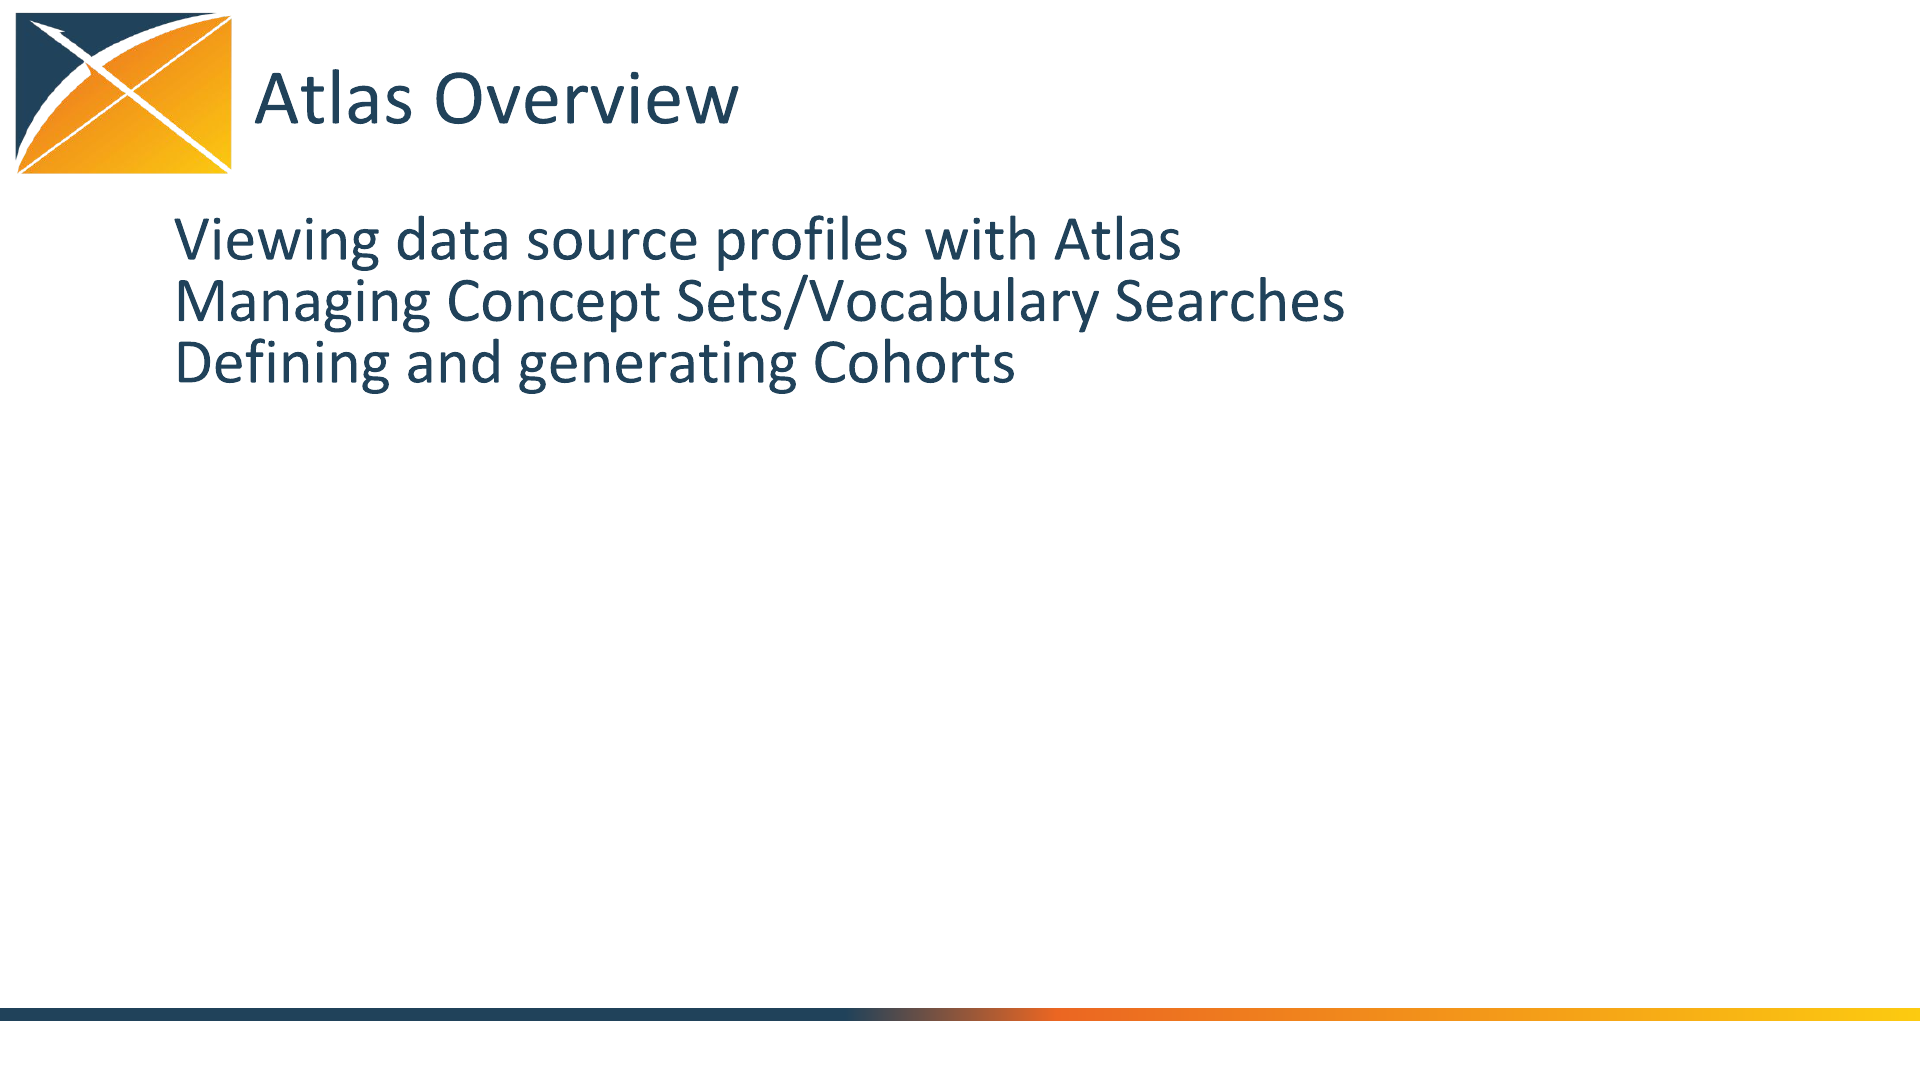 Atlas Overview
Viewing data source profiles with Atlas
Managing Concept Sets/Vocabulary Searches
Defining and generating Cohorts